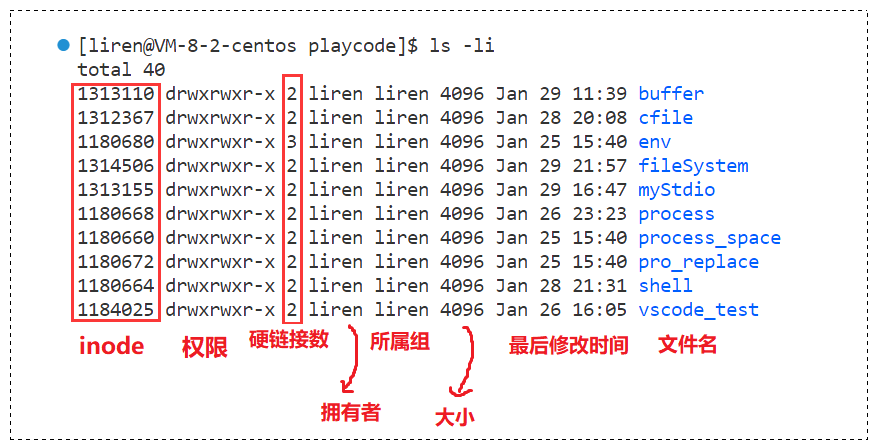 [liren@VM-8-2-centos playcode]$ ls -li
total 40
1313110 drwxrwxr-x 2 liren liren 4096 Jan 29 11:39 buffer
1312367 drwxrwxr-x 2 liren liren 4096 Jan 28 20:08 cfile
1180680 drwxrwxr-x 3 liren liren 4096 Jan 25 15:40 env
1314506 drwxrwxr-x 2 liren liren 4096 Jan 29 21:57 fileSystem
1313155 drwxrwxr-x 2 liren liren 4096 Jan 29 16:47 myStdio
1180668 drwxrwxr-x 2 liren liren 4096 Jan 26 23:23 process
1180660 drwxrwxr-x 2 liren liren 4096 Jan 25 15:40 process_space
1180672 drwxrwxr-x 2 liren liren 4096 Jan 25 15:40 pro_replace
1180664 drwxrwxr-x 2 liren liren 4096 Jan 28 21:31 shell
1184025 drwxrwxr-x 2 liren liren 4096 Jan 26 16:05 vscode_test
inode 权限 硬链接数 所属组 最后修改时间 文件名
拥有者 大小